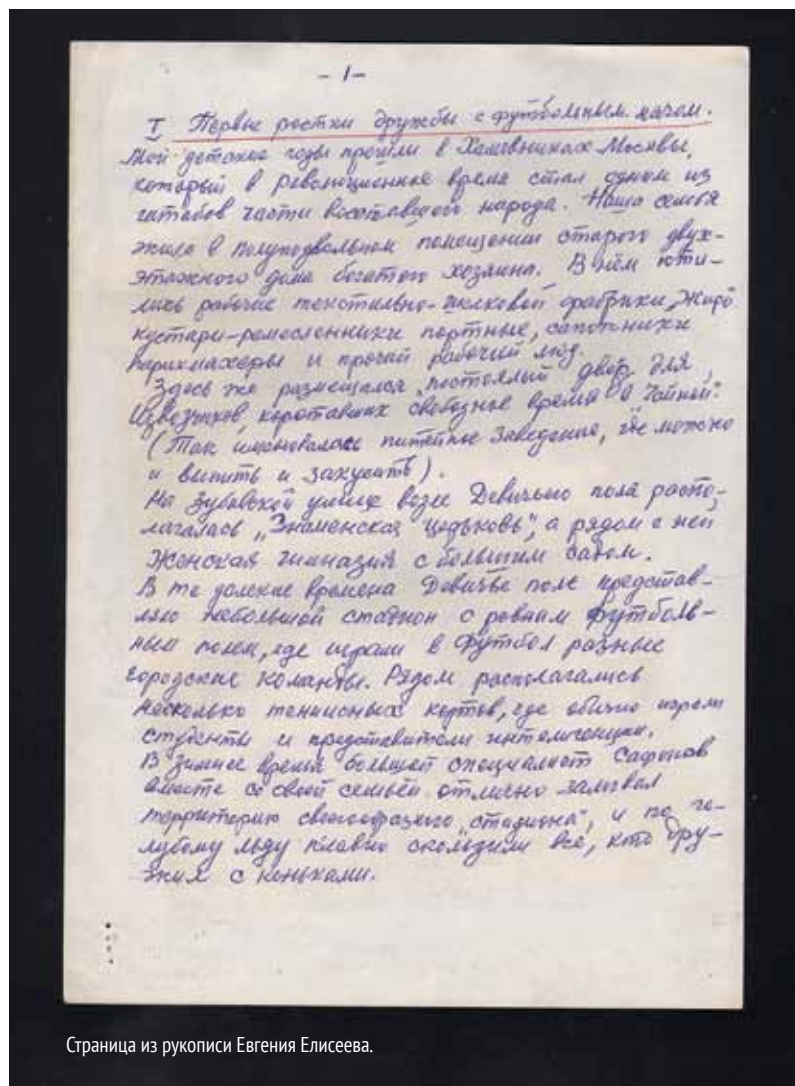 - 1 -
I Первые ростки дружбы с футбольным мячом.
Мои детские годы прошли в Хамовниках Москвы,
который в революционное время стал одним из
штабов части восставшего народа. Наша семья
жила в полуподвальном помещении старого двух-
этажного дома богатого хозяина. В нём юти-
лись рабочие текстильно-шелковой фабрики „Жиро
кустари-ремесленники портные, сапожники
парикмахеры и прочий рабочий люд.
Здесь же размещался „постоялый двор для
Извозчиков, коротавших свободное время в Чайной".
(Так именовалась питейное заведение, где можно
и выпить и закусить).
На Зубовской улице возле Девичьего поля распо-
лагалась „Знаменская церковь", а рядом с ней
Женская гимназия с большим садом.
В те далекие времена Девичье поле представ-
ляло небольшой стадион с ровным футболь-
ным полем, где играли в футбол разные
городские команды. Рядом располагались
несколько теннисных кортов, где обычно играли
студенты и представители интеллигенции.
В зимнее время большой специалист Сафонов
вместе со своей семьёй отлично заливал
территорию своеобразного „стадиона", и по го-
лубому льду плавно скользили все, кто дру-
жил с коньками.
Страница из рукописи Евгения Елисеева.